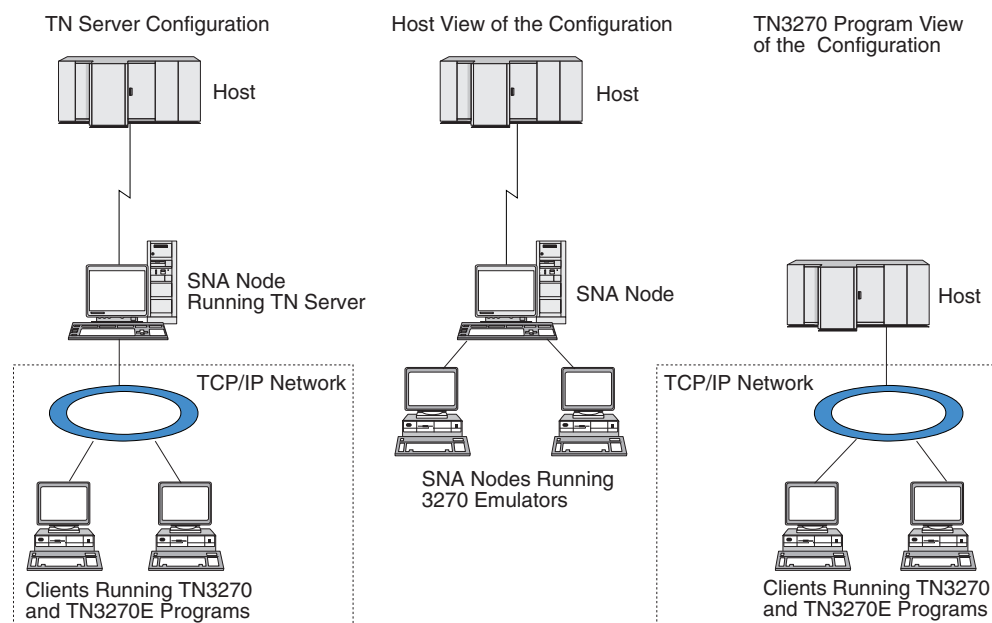 TN Server Configuration
Host
SNA Node
Running TN Server
TCP/IP Network
Clients Running TN3270
and TN3270E Programs
Host View of the Configuration
Host
SNA Node
SNA Nodes Running
3270 Emulators
TN3270 Program View
of the Configuration
Host
TCP/IP Network
Clients Running TN3270
and TN3270E Programs